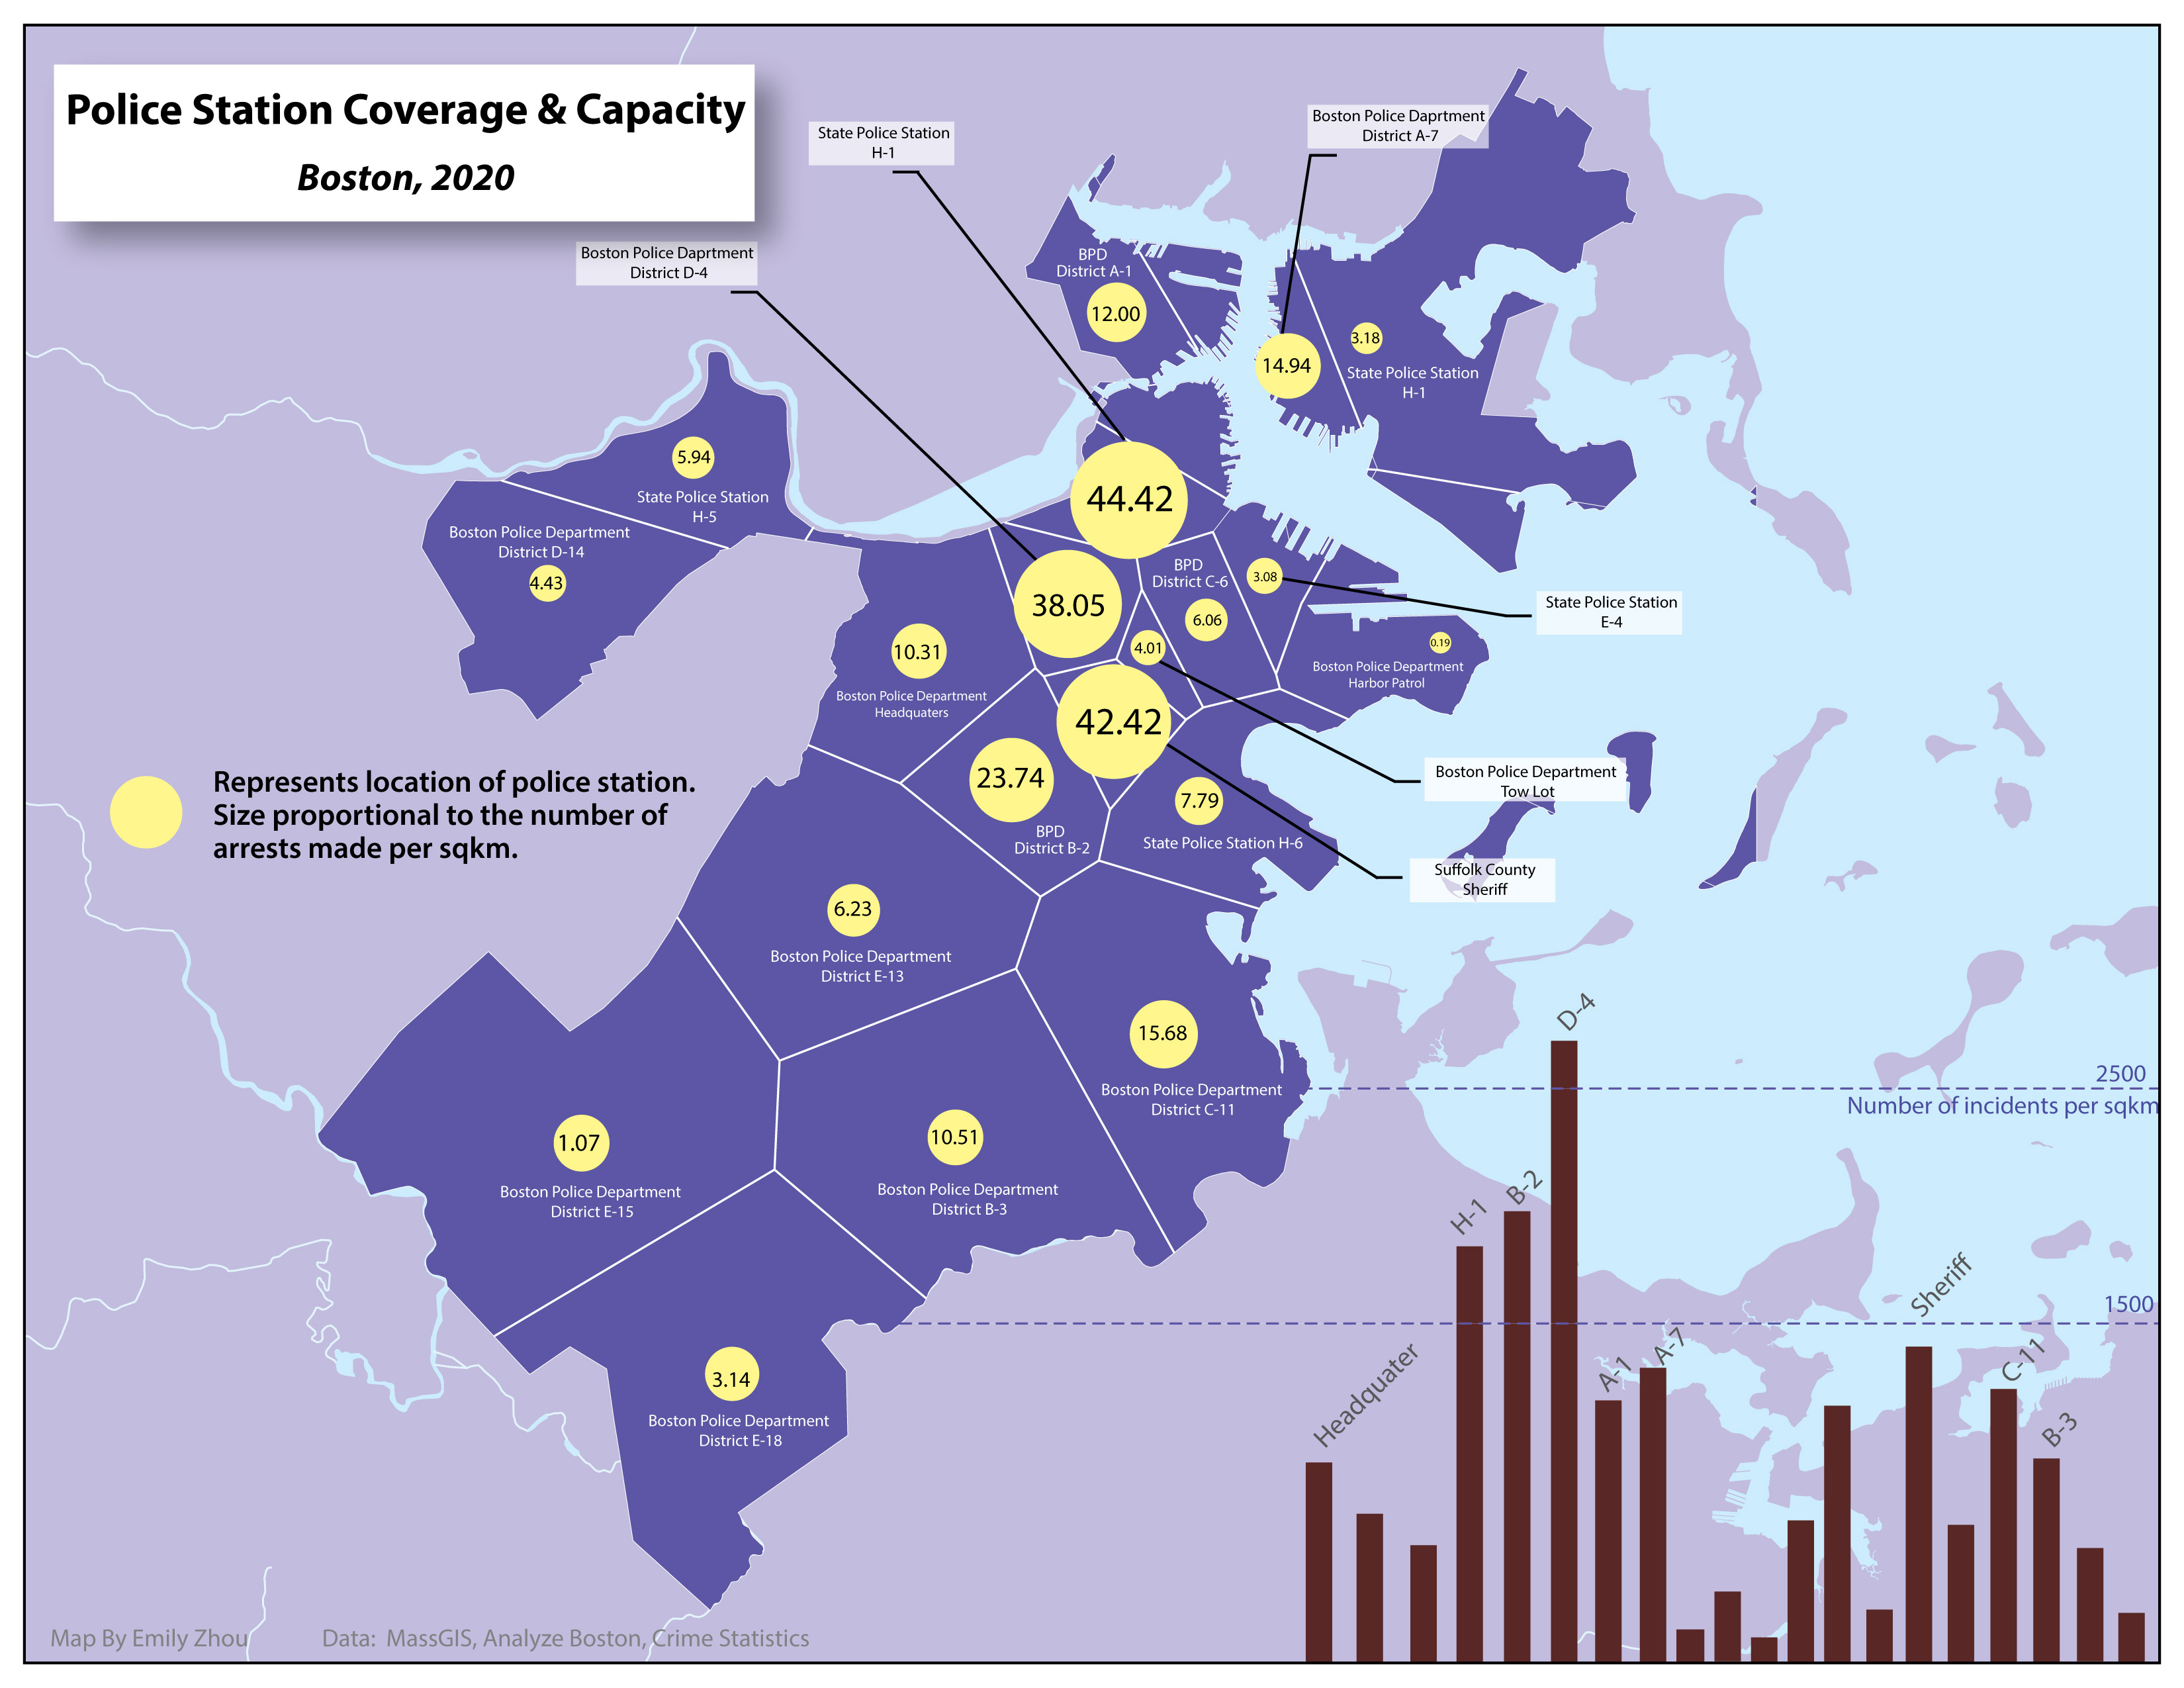 Police Station Coverage & Capacity
Boston, 2020
State Police Station
H-1
Boston Police Daprtment
District A-7
Boston Police Daprtment
District D-4
BPD
District A-1
12.00
14.94
3.18
State Police Station
H-1
5.94
State Police Station
H-5
Boston Police Department
District D-14
4.43
44.42
38.05
BPD
District C-6
6.06
3.08
State Police Station
E-4
4.01
0.19
Boston Police Department
Harbor Patrol
10.31
Boston Police Department
Headquaters
42.42
23.74
BPD
District B-2
7.79
State Police Station H-6
Boston Police Department
Tow Lot
Suffolk County
Sheriff
Represents location of police station.
Size proportional to the number of
arrests made per sqkm.
6.23
Boston Police Department
District E-13
15.68
Boston Police Department
District C-11
1.07
Boston Police Department
District E-15
10.51
Boston Police Department
District B-3
3.14
Boston Police Department
District E-18
2500
Number of incidents per sqkm
1500
Headquater
H-1
B-2
D-4
A-1
A-7
Sheriff
C-11
B-3
Map By Emily Zhou
Data: MassGIS, Analyze Boston, Crime Statistics